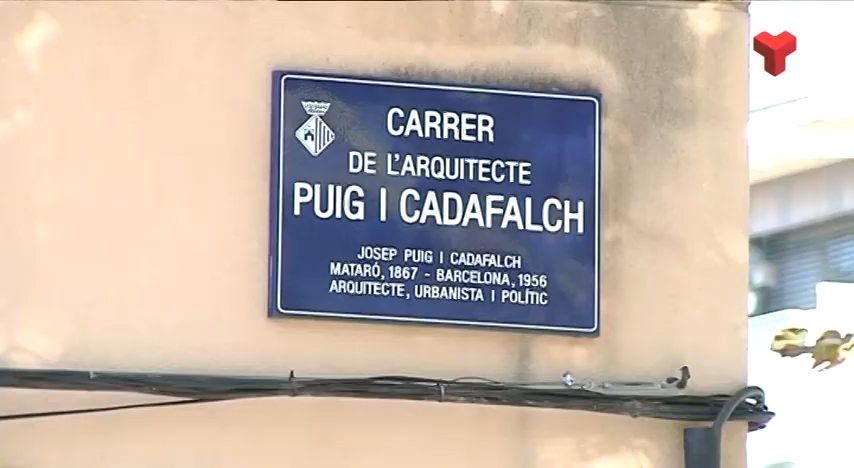 CARRER
DE L'ARQUITECTE
PUIG I CADAFALCH
JOSEP PUIG I CADAFALCH
MATARÓ, 1867 - BARCELONA, 1956
ARQUITECTE, URBANISTA I POLÍTIC